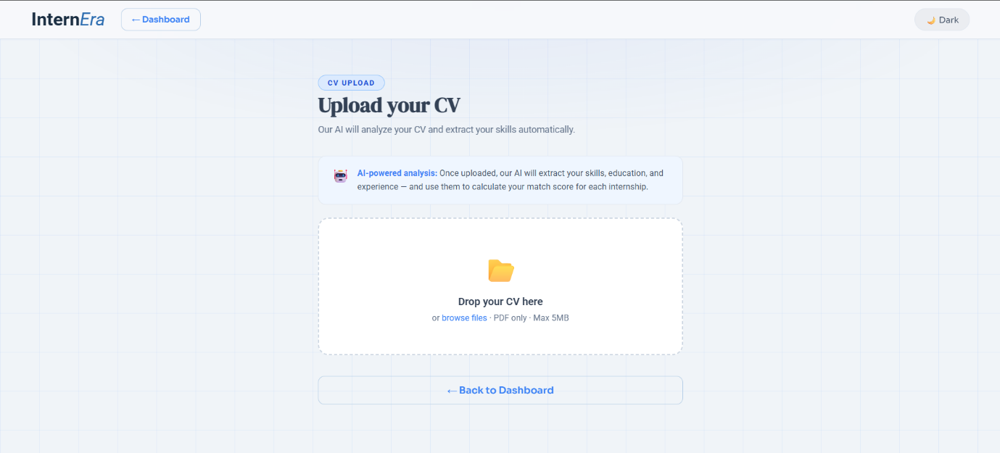 InternEra
← Dashboard
🌙 Dark
CV UPLOAD
Upload your CV
Our AI will analyze your CV and extract your skills automatically.
AI-powered analysis: Once uploaded, our AI will extract your skills, education, and
experience — and use them to calculate your match score for each internship.
Drop your CV here
or browse files · PDF only · Max 5MB
← Back to Dashboard